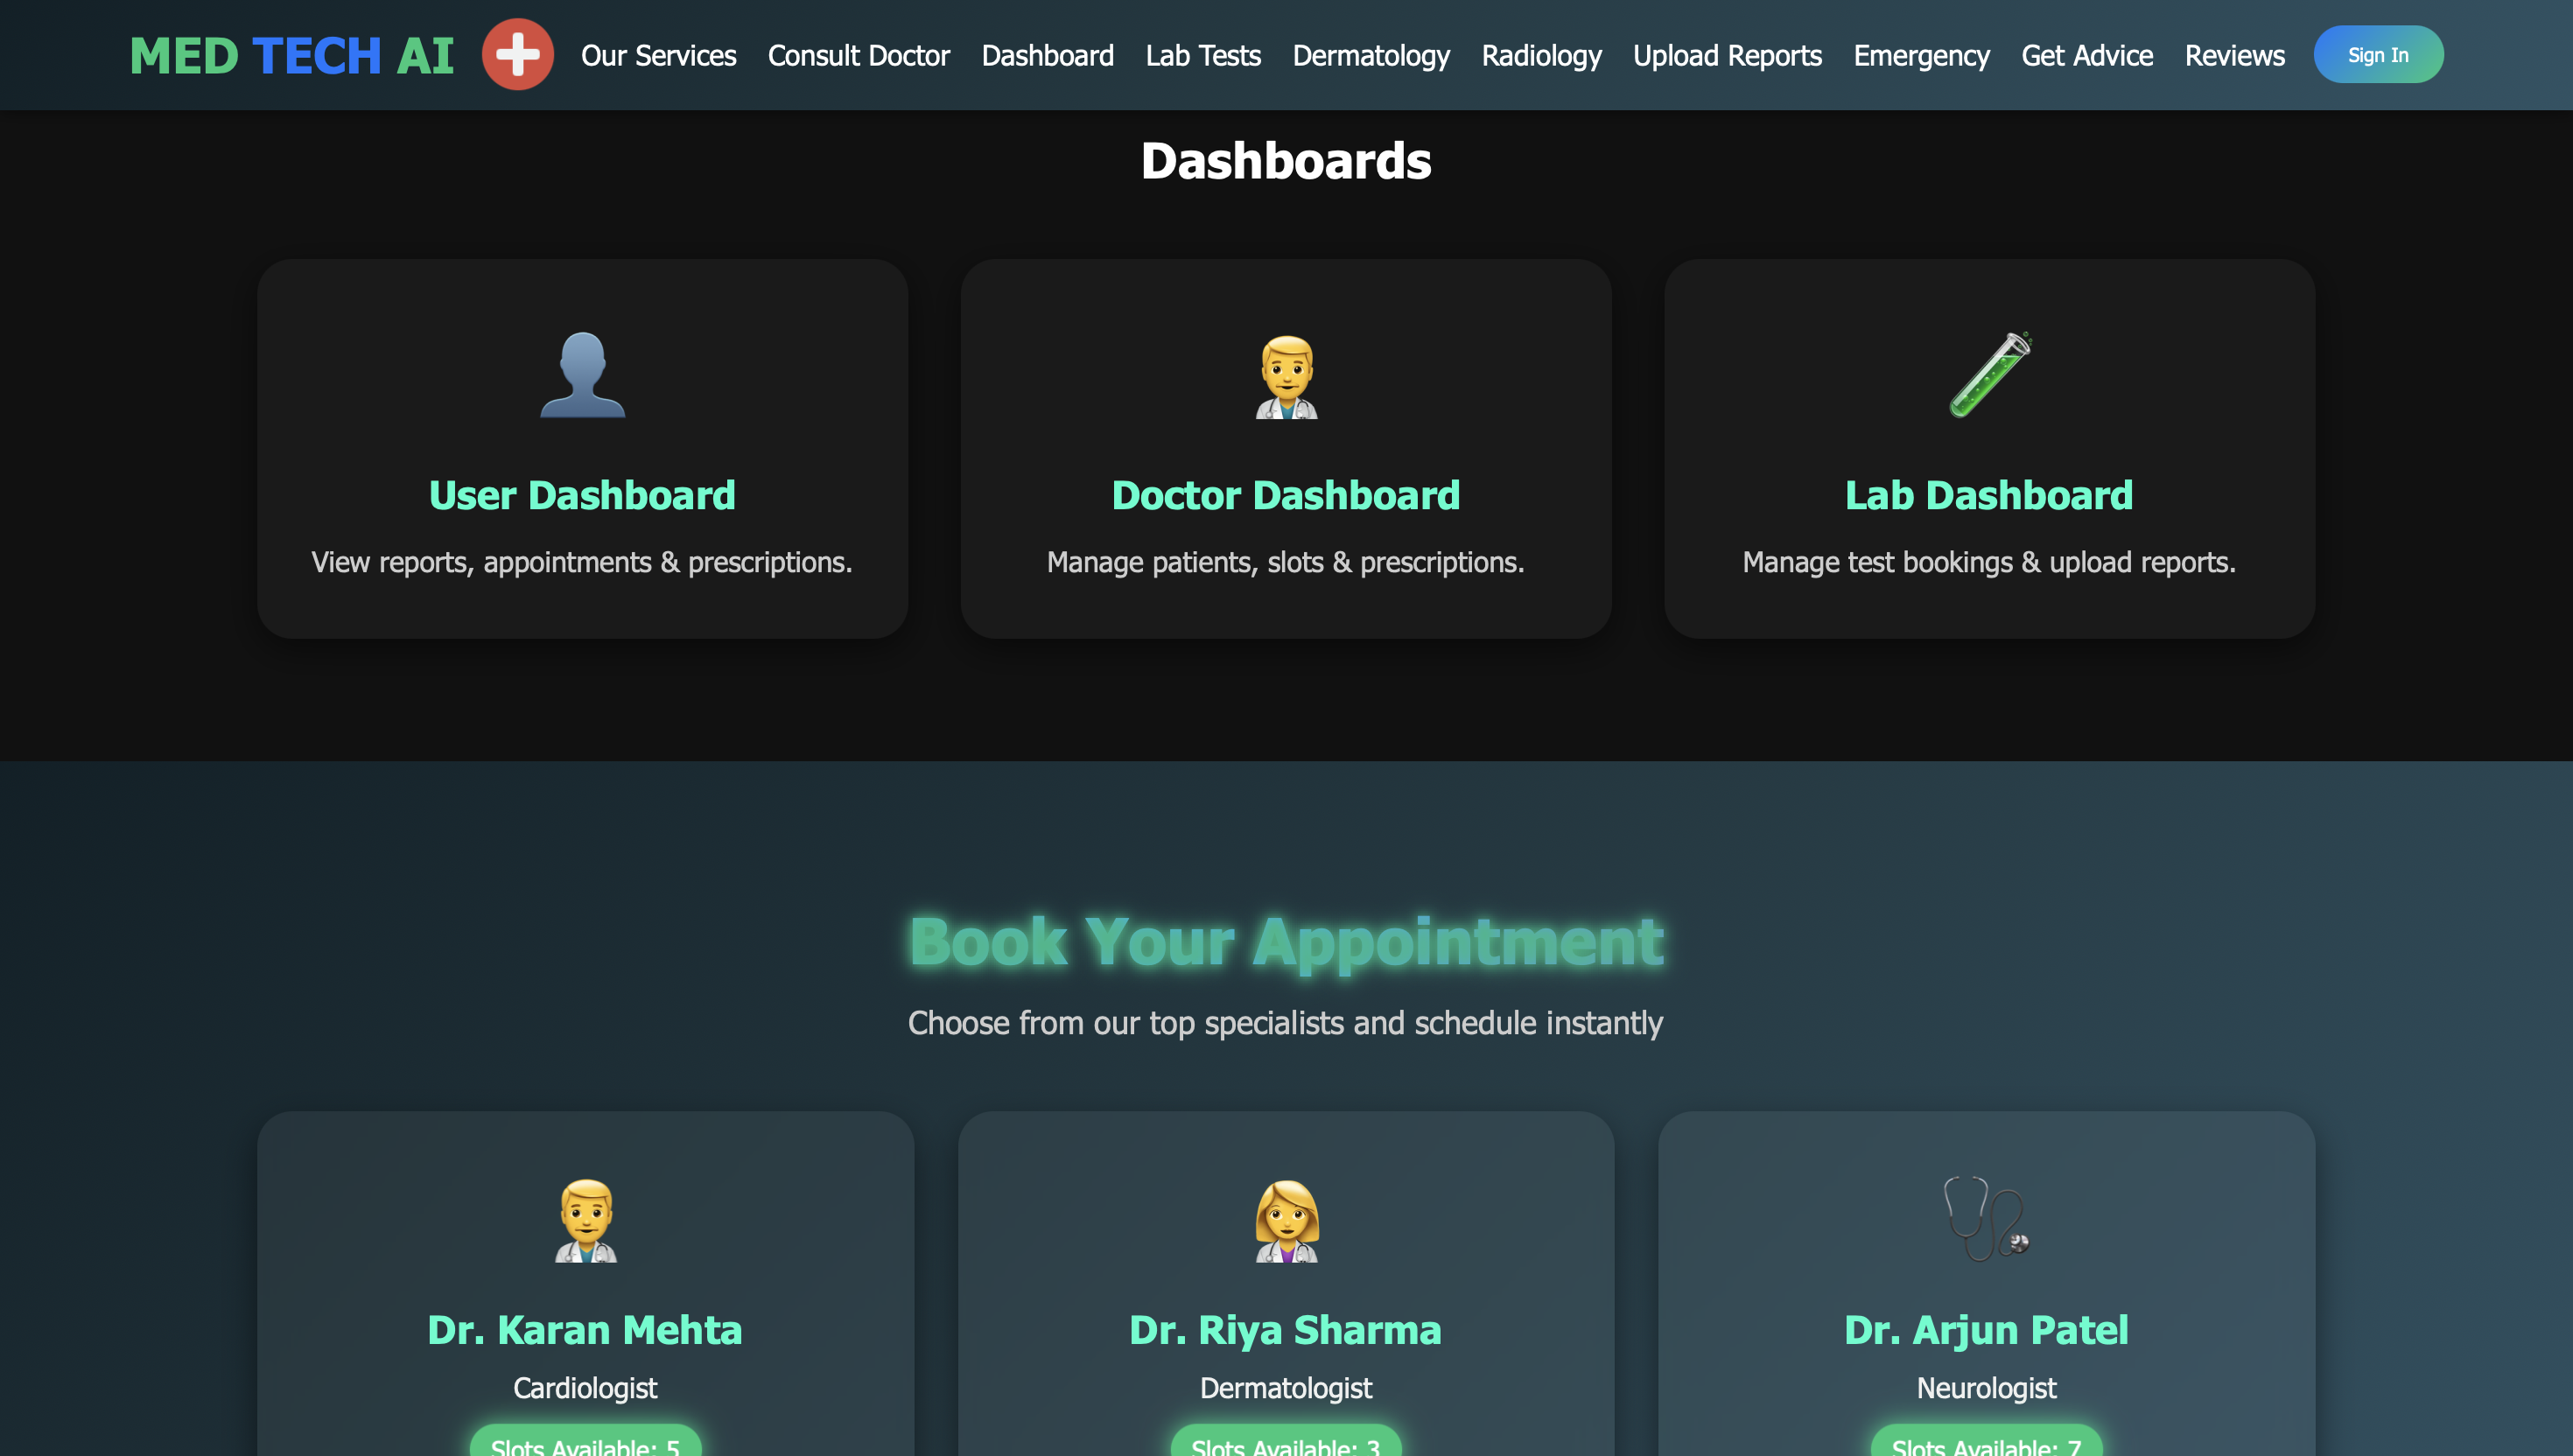 MED TECH AI Our Services Consult Doctor Dashboard Lab Tests Dermatology Radiology Upload Reports Emergency Get Advice Reviews Sign In
Dashboards
User Dashboard
View reports, appointments & prescriptions.
Doctor Dashboard
Manage patients, slots & prescriptions.
Lab Dashboard
Manage test bookings & upload reports.
Book Your Appointment
Choose from our top specialists and schedule instantly
Dr. Karan Mehta
Cardiologist
Slots Available: 5
Dr. Riya Sharma
Dermatologist
Slots Available: 3
Dr. Arjun Patel
Neurologist
Slots Available: 7